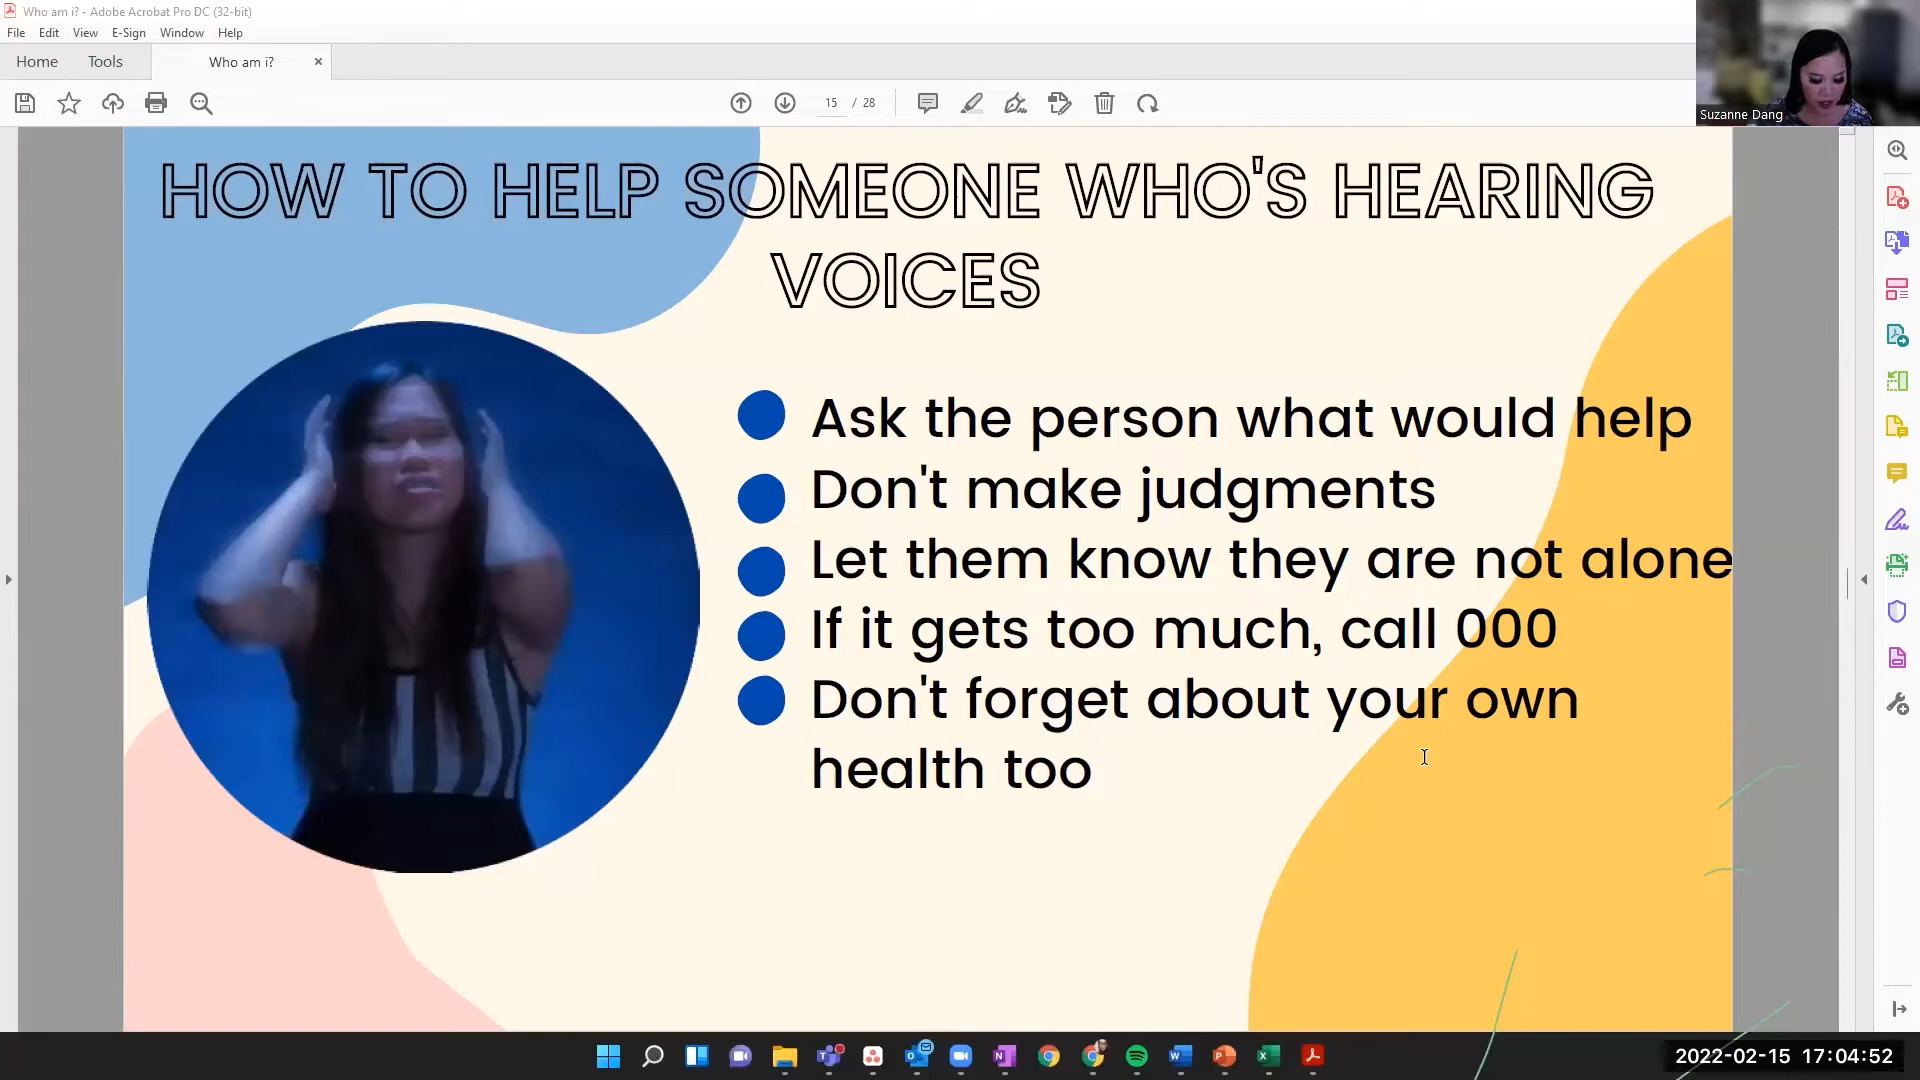 Who am i? - Adobe Acrobat Pro DC (32-bit)
File Edit View E-Sign Window Help
Home Tools Who am i? ×
15 / 28
Suzanne Dang
HOW TO HELP SOMEONE WHO'S HEARING
VOICES
Ask the person what would help
Don't make judgments
Let them know they are not alone
If it gets too much, call 000
Don't forget about your own
health too
2022-02-15 17:04:52